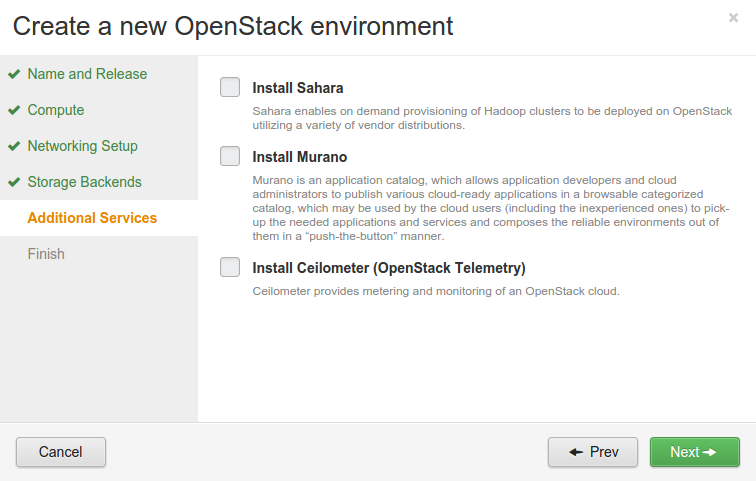 Create a new OpenStack environment
×
Name and Release
Compute
Networking Setup
Storage Backends
Additional Services
Finish
Install Sahara
Sahara enables on demand provisioning of Hadoop clusters to be deployed on OpenStack
utilizing a variety of vendor distributions.
Install Murano
Murano is an application catalog, which allows application developers and cloud
administrators to publish various cloud-ready applications in a browsable categorized
catalog, which may be used by the cloud users (including the inexperienced ones) to pick-
up the needed applications and services and composes the reliable environments out of
them in a “push-the-button” manner.
Install Ceilometer (OpenStack Telemetry)
Ceilometer provides metering and monitoring of an OpenStack cloud.
Cancel
Prev
Next